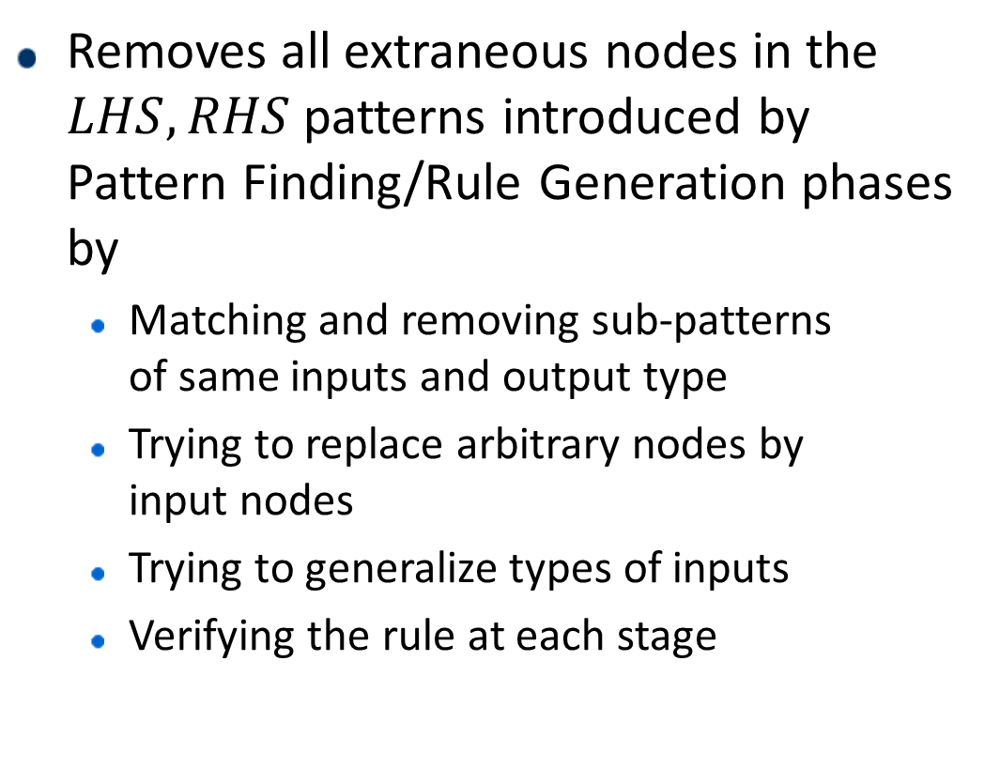 Removes all extraneous nodes in the
LHS, RHS patterns introduced by
Pattern Finding/Rule Generation phases
by
Matching and removing sub-patterns
of same inputs and output type
Trying to replace arbitrary nodes by
input nodes
Trying to generalize types of inputs
Verifying the rule at each stage